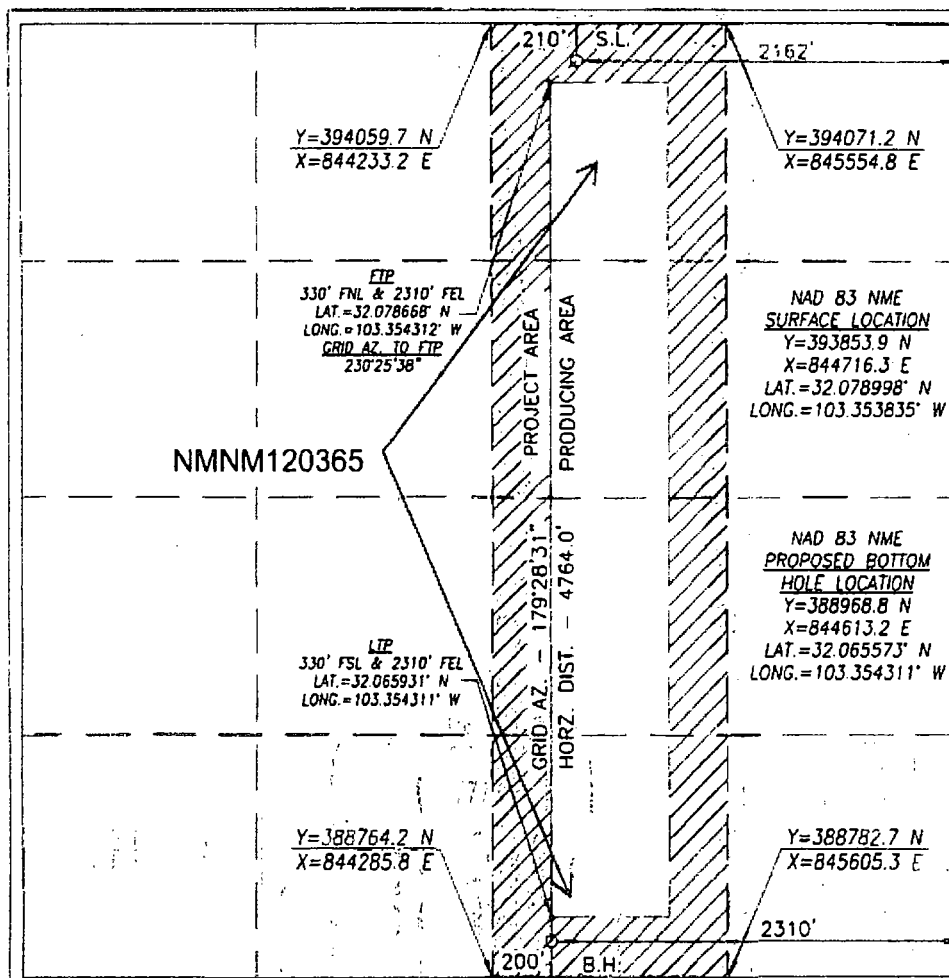 210' S.L.
2162'
Y=394059.7 N
X=844233.2 E
Y=394071.2 N
X=845554.8 E
FTP
330' FNL & 2310' FEL
LAT.=32.078668° N
LONG.=103.354312° W
GRID AZ. TO FTP
230°25'38"
NAD 83 NME
SURFACE LOCATION
Y=393853.9 N
X=844716.3 E
LAT.=32.078998° N
LONG.=103.353835° W
PROJECT AREA
PRODUCING AREA
NMNM120365
GRID AZ. - 179°28'31"
HORZ. DIST. - 4764.0'
NAD 83 NME
PROPOSED BOTTOM
HOLE LOCATION
Y=388968.8 N
X=844613.2 E
LAT.=32.065573° N
LONG.=103.354311° W
LTP
330' FSL & 2310' FEL
LAT.=32.065931° N
LONG.=103.354311° W
Y=388764.2 N
X=844285.8 E
Y=388782.7 N
X=845605.3 E
2310'
200' B.H.